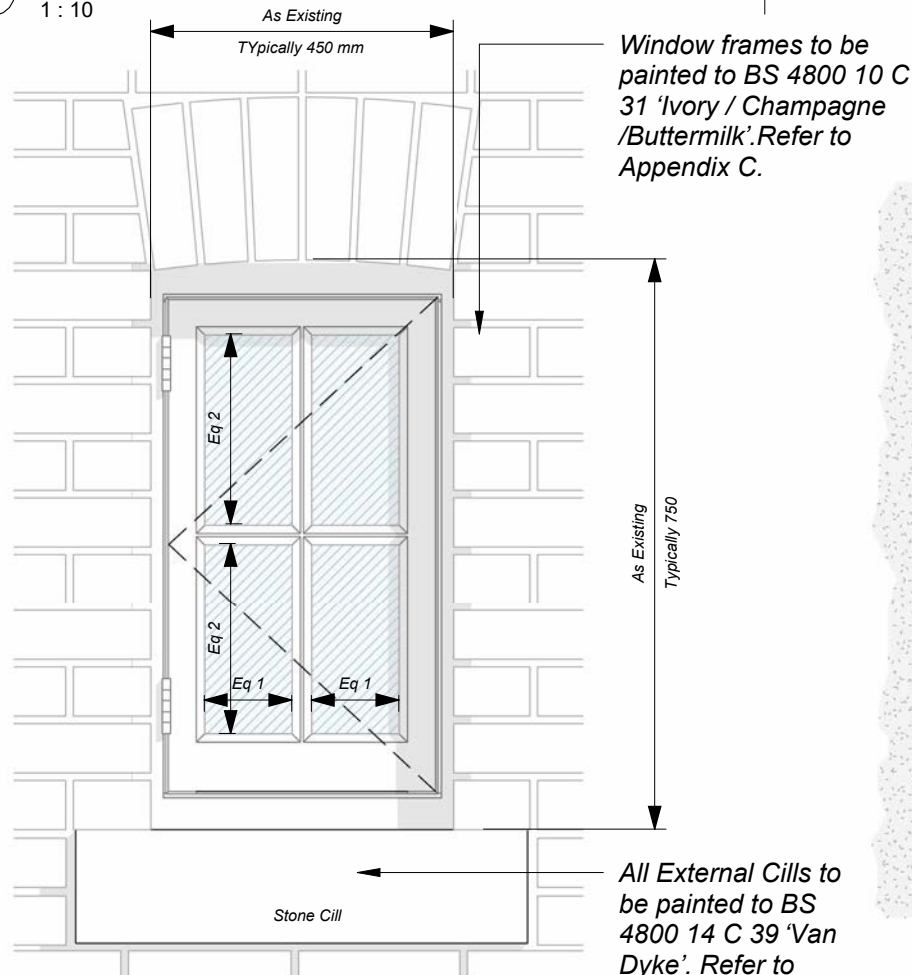 1 : 10
As Existing
TYpically 450 mm
Window frames to be
painted to BS 4800 10 C
31 ‘Ivory / Champagne
/Buttermilk’.Refer to
Appendix C.
Eq 2
Eq 2
Eq 1
Eq 1
As Existing
Typically 750
Stone Cill
All External Cills to
be painted to BS
4800 14 C 39 ‘Van
Dyke’. Refer to